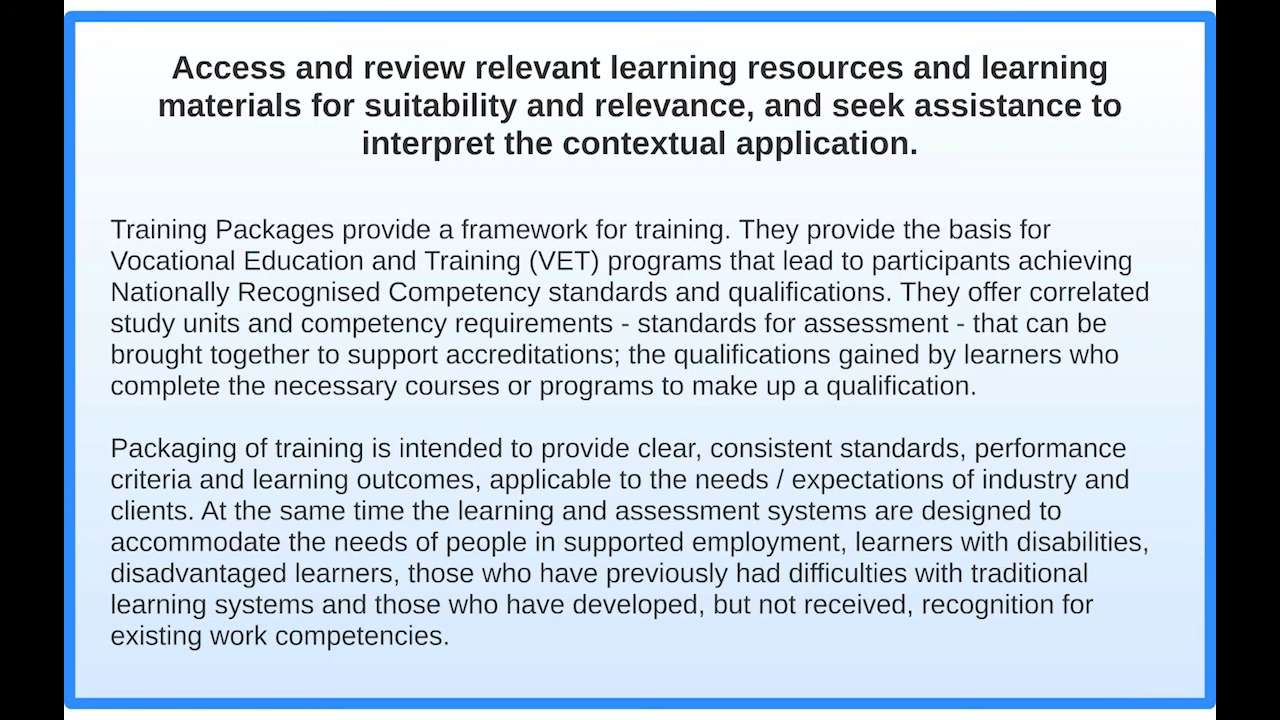 Access and review relevant learning resources and learning
materials for suitability and relevance, and seek assistance to
interpret the contextual application.
Training Packages provide a framework for training. They provide the basis for
Vocational Education and Training (VET) programs that lead to participants achieving
Nationally Recognised Competency standards and qualifications. They offer correlated
study units and competency requirements - standards for assessment - that can be
brought together to support accreditations; the qualifications gained by learners who
complete the necessary courses or programs to make up a qualification.
Packaging of training is intended to provide clear, consistent standards, performance
criteria and learning outcomes, applicable to the needs / expectations of industry and
clients. At the same time the learning and assessment systems are designed to
accommodate the needs of people in supported employment, learners with disabilities,
disadvantaged learners, those who have previously had difficulties with traditional
learning systems and those who have developed, but not received, recognition for
existing work competencies.